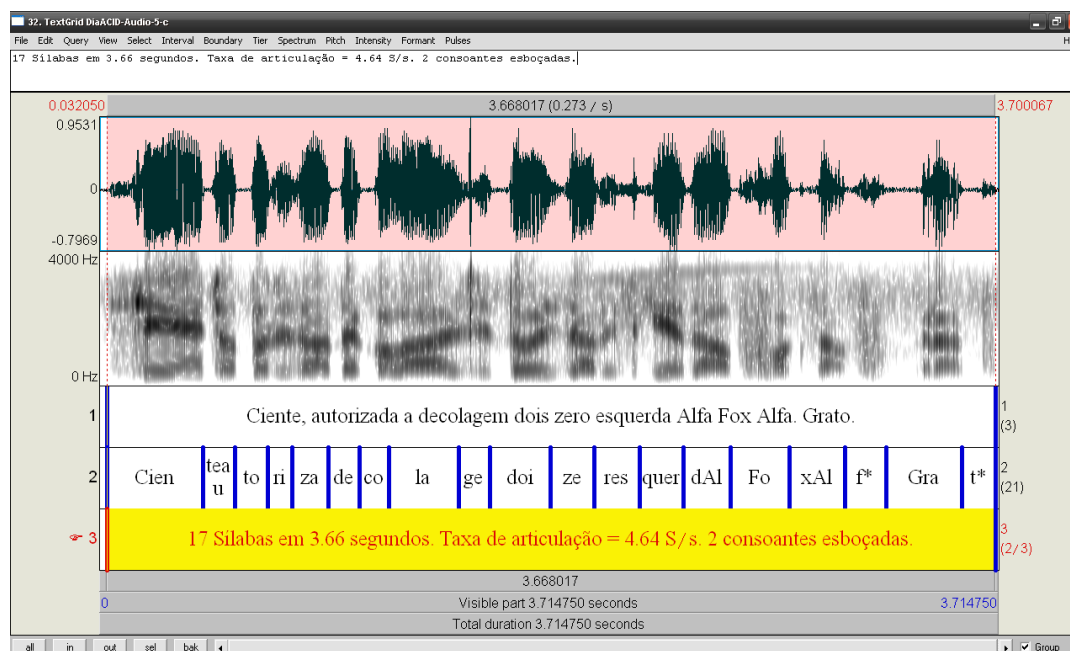 32. TextGrid DiaACID-Audio-5-c
File Edit Query View Select Interval Boundary Tier Spectrum Pitch Intensity Formant Pulses H
17 Sílabas em 3.66 segundos. Taxa de articulação = 4.64 S/s. 2 consoantes esboçadas.
0.032050 3.668017 (0.273 / s) 3.700067
0.9531
0
-0.7969
4000 Hz
0 Hz
1 Ciente, autorizada a decolagem dois zero esquerda Alfa Fox Alfa. Grato. 1
(3)
2 Cien tea u to ri za de co la ge doi ze res quer dAl Fo xAl f* Gra t* 2
(21)
3 17 Sílabas em 3.66 segundos. Taxa de articulação = 4.64 S/s. 2 consoantes esboçadas. 3
(2/3)
3.668017
0 Visible part 3.714750 seconds 3.714750
Total duration 3.714750 seconds
all in out sel bak Group